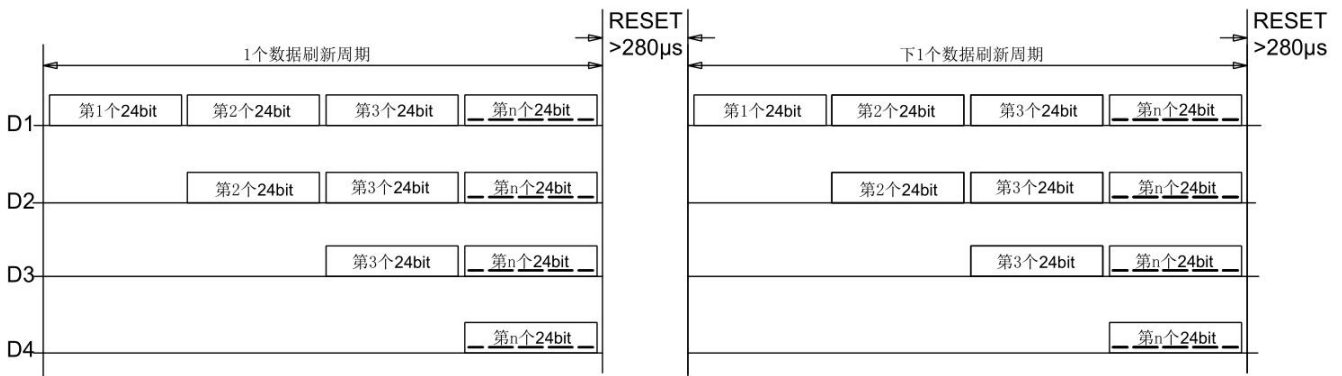 RESET
>280μs
RESET
>280μs
1个数据刷新周期
下1个数据刷新周期
D1
第1个24bit
第2个24bit
第3个24bit
第n个24bit
第1个24bit
第2个24bit
第3个24bit
第n个24bit
D2
第2个24bit
第3个24bit
第n个24bit
第2个24bit
第3个24bit
第n个24bit
D3
第3个24bit
第n个24bit
第3个24bit
第n个24bit
D4
第n个24bit
第n个24bit